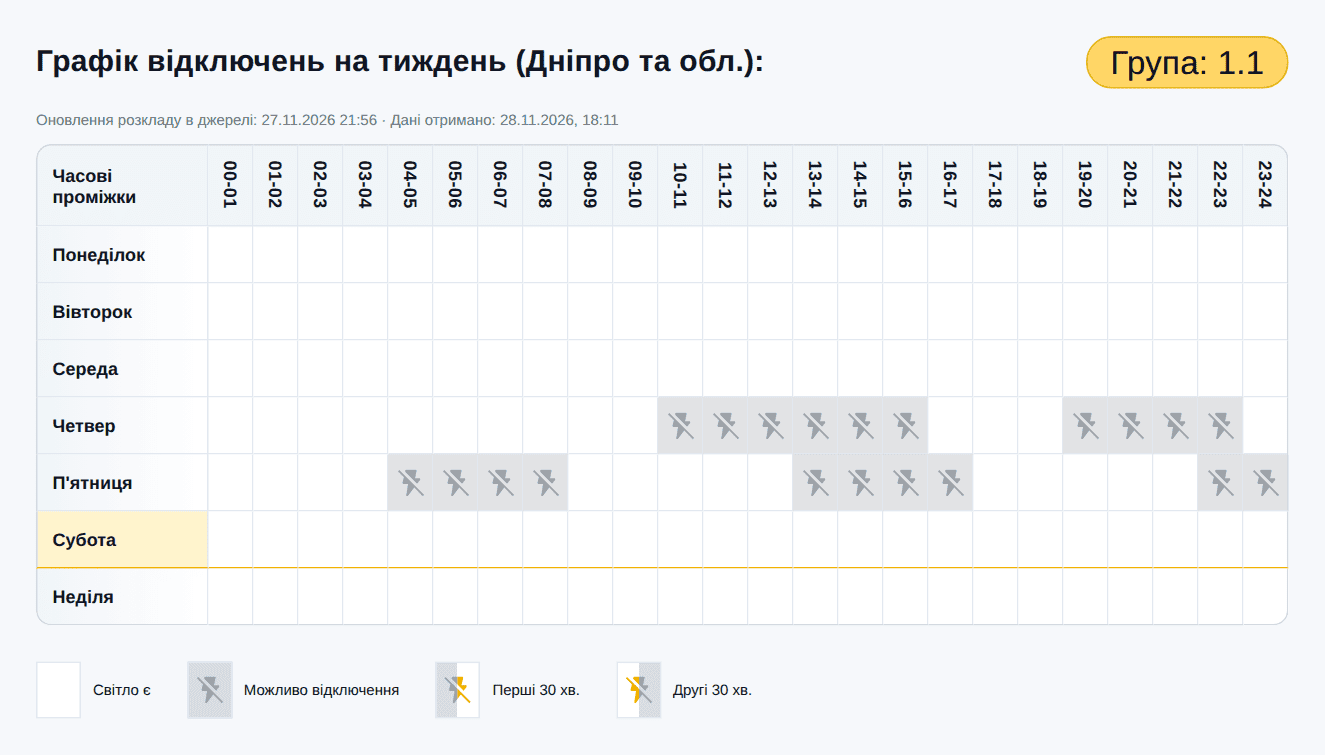 Графік відключень на тиждень (Дніпро та обл.):
Група: 1.1
Оновлення розкладу в джерелі: 27.11.2026 21:56 · Дані отримано: 28.11.2026, 18:11
Часові
проміжки
00-01
01-02
02-03
03-04
04-05
05-06
06-07
07-08
08-09
09-10
10-11
11-12
12-13
13-14
14-15
15-16
16-17
17-18
18-19
19-20
20-21
21-22
22-23
23-24
Понеділок
Вівторок
Середа
Четвер
П'ятниця
Субота
Неділя
Світло є
Можливо відключення
Перші 30 хв.
Другі 30 хв.